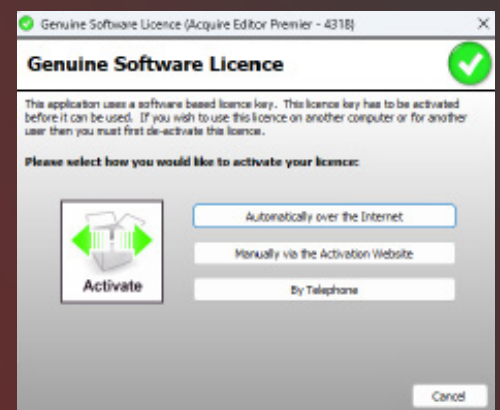 Genuine Software Licence (Acquire Editor Premier - 4318)
Genuine Software Licence
This application uses a software based licence key. This licence key has to be activated
before it can be used. If you wish to use this licence on another computer or for another
user then you must first de-activate this licence.
Please select how you would like to activate your licence:
Automatically over the Internet
Manually via the Activation Website
Activate
By Telephone
Cancel